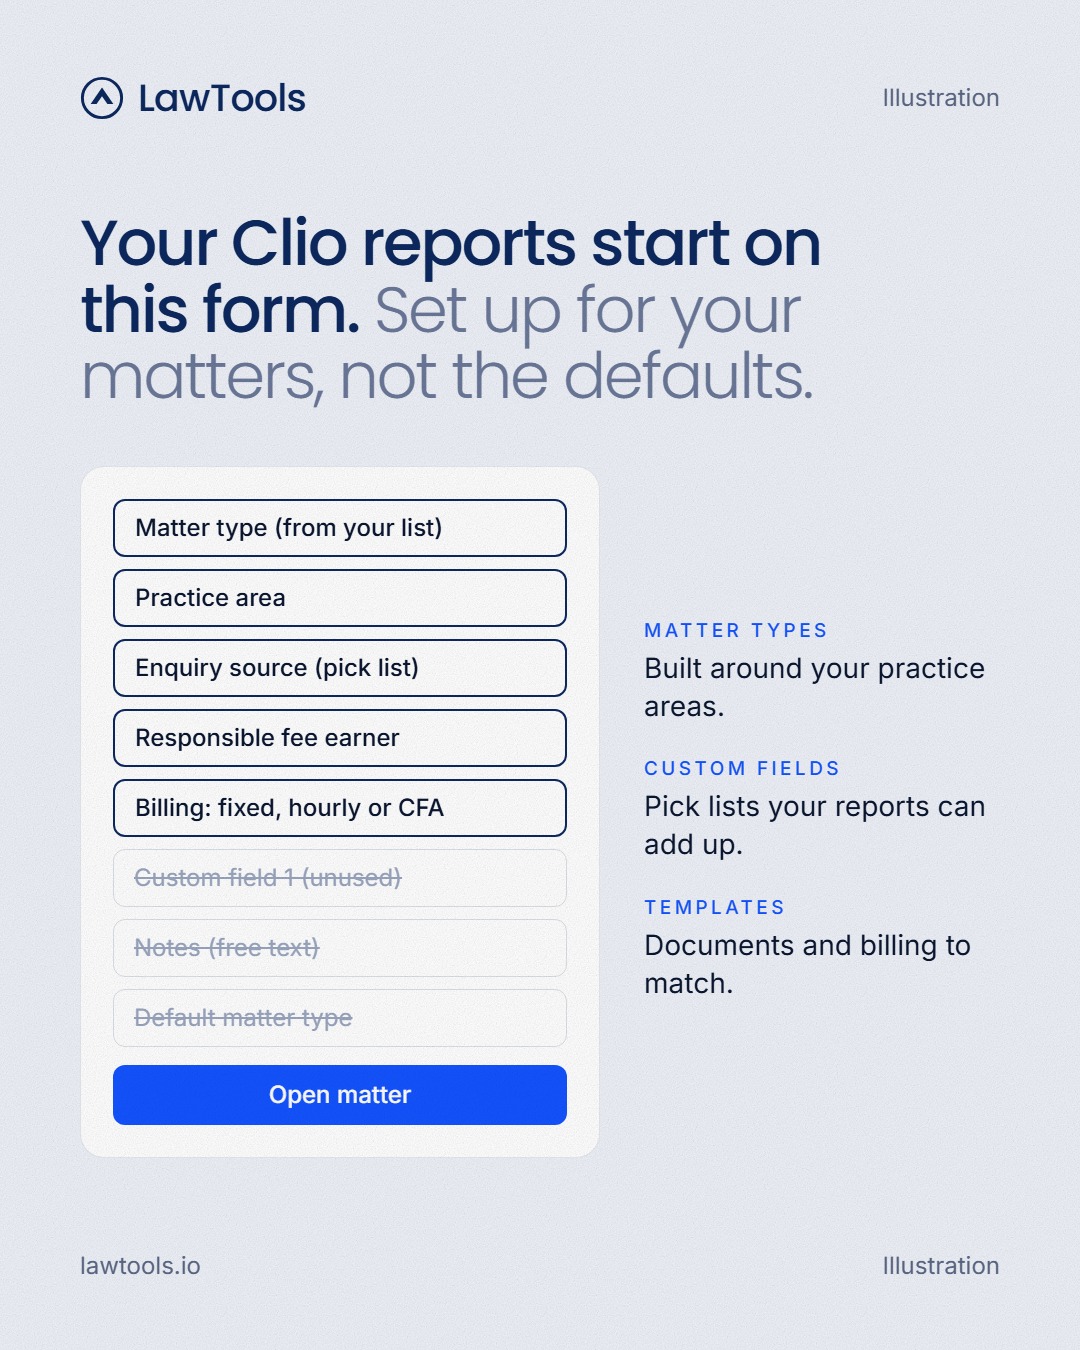 LawTools
Illustration
Your Clio reports start on
this form. Set up for your
matters, not the defaults.
Matter type (from your list)
Practice area
Enquiry source (pick list)
Responsible fee earner
Billing: fixed, hourly or CFA
Custom field 1 (unused)
Notes (free text)
Default matter type
Open matter
MATTER TYPES
Built around your practice
areas.
CUSTOM FIELDS
Pick lists your reports can
add up.
TEMPLATES
Documents and billing to
match.
lawtools.io
Illustration